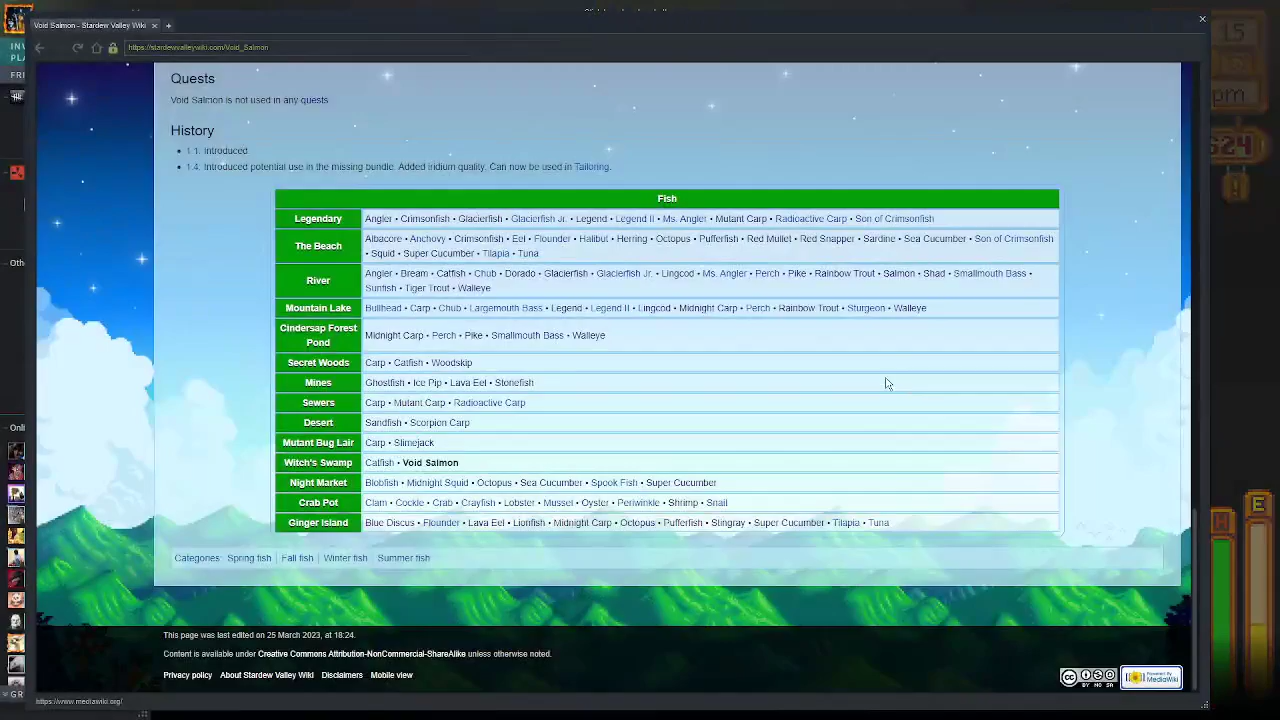 Void Salmon - Stardew Valley Wiki
https://stardewvalleywiki.com/Void_Salmon
15
pm
Quests
Void Salmon is not used in any quests
History
• 1.1: Introduced
• 1.4: Introduced potential use in the missing bundle. Added iridium quality. Can now be used in Tailoring.
Fish
Legendary Angler • Crimsonfish • Glacierfish • Glacierfish Jr. • Legend • Legend II • Ms. Angler • Mutant Carp • Radioactive Carp • Son of Crimsonfish
The Beach Albacore • Anchovy • Crimsonfish • Eel • Flounder • Halibut • Herring • Octopus • Pufferfish • Red Mullet • Red Snapper • Sardine • Sea Cucumber • Son of Crimsonfish
• Squid • Super Cucumber • Tilapia • Tuna
River Angler • Bream • Catfish • Chub • Dorado • Glacierfish • Glacierfish Jr. • Lingcod • Ms. Angler • Perch • Pike • Rainbow Trout • Salmon • Shad • Smallmouth Bass •
Sunfish • Tiger Trout • Walleye
Mountain Lake Bullhead • Carp • Chub • Largemouth Bass • Legend • Legend II • Lingcod • Midnight Carp • Perch • Rainbow Trout • Sturgeon • Walleye
Cindersap Forest
Pond Midnight Carp • Perch • Pike • Smallmouth Bass • Walleye
Secret Woods Carp • Catfish • Woodskip
Mines Ghostfish • Ice Pip • Lava Eel • Stonefish
Sewers Carp • Mutant Carp • Radioactive Carp
Desert Sandfish • Scorpion Carp
Mutant Bug Lair Carp • Slimejack
Witch's Swamp Catfish • Void Salmon
Night Market Blobfish • Midnight Squid • Octopus • Sea Cucumber • Spook Fish • Super Cucumber
Crab Pot Clam • Cockle • Crab • Crayfish • Lobster • Mussel • Oyster • Periwinkle • Shrimp • Snail
Ginger Island Blue Discus • Flounder • Lava Eel • Lionfish • Midnight Carp • Octopus • Pufferfish • Stingray • Super Cucumber • Tilapia • Tuna
Categories: Spring fish Fall fish Winter fish Summer fish
This page was last edited on 25 March 2023, at 18:24.
Content is available under Creative Commons Attribution-NonCommercial-ShareAlike unless otherwise noted.
Privacy policy About Stardew Valley Wiki Disclaimers Mobile view
Powered By MediaWiki
https://www.mediawiki.org/
INV
PLA
FRI
Oth
Onli
GR
H
E